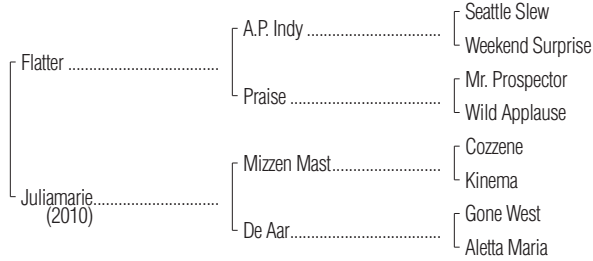 Seattle Slew
A.P. Indy ..............................
Weekend Surprise
Flatter ..................................
Mr. Prospector
Praise ..................................
Wild Applause
Cozzene
Mizzen Mast.........................
Kinema
Juliamarie............................
(2010)
Gone West
De Aar..................................
Aletta Maria